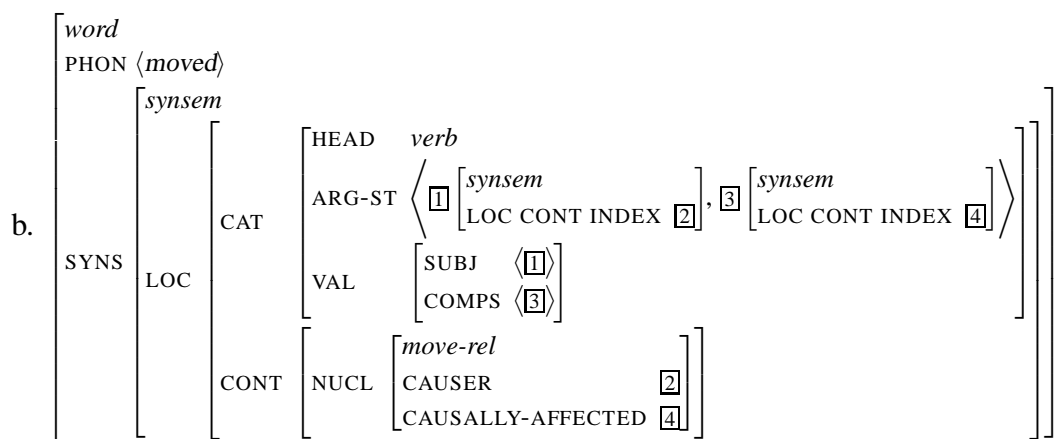 word
PHON ⟨moved⟩
synsem
HEAD verb
ARG-ST ⟨ 1 synsem , 3 synsem ⟩
LOC CONT INDEX 2 LOC CONT INDEX 4
CAT
b.
SYNS LOC VAL SUBJ ⟨1⟩
COMPS ⟨3⟩
move-rel
CONT NUCL CAUSER 2
CAUSALLY-AFFECTED 4